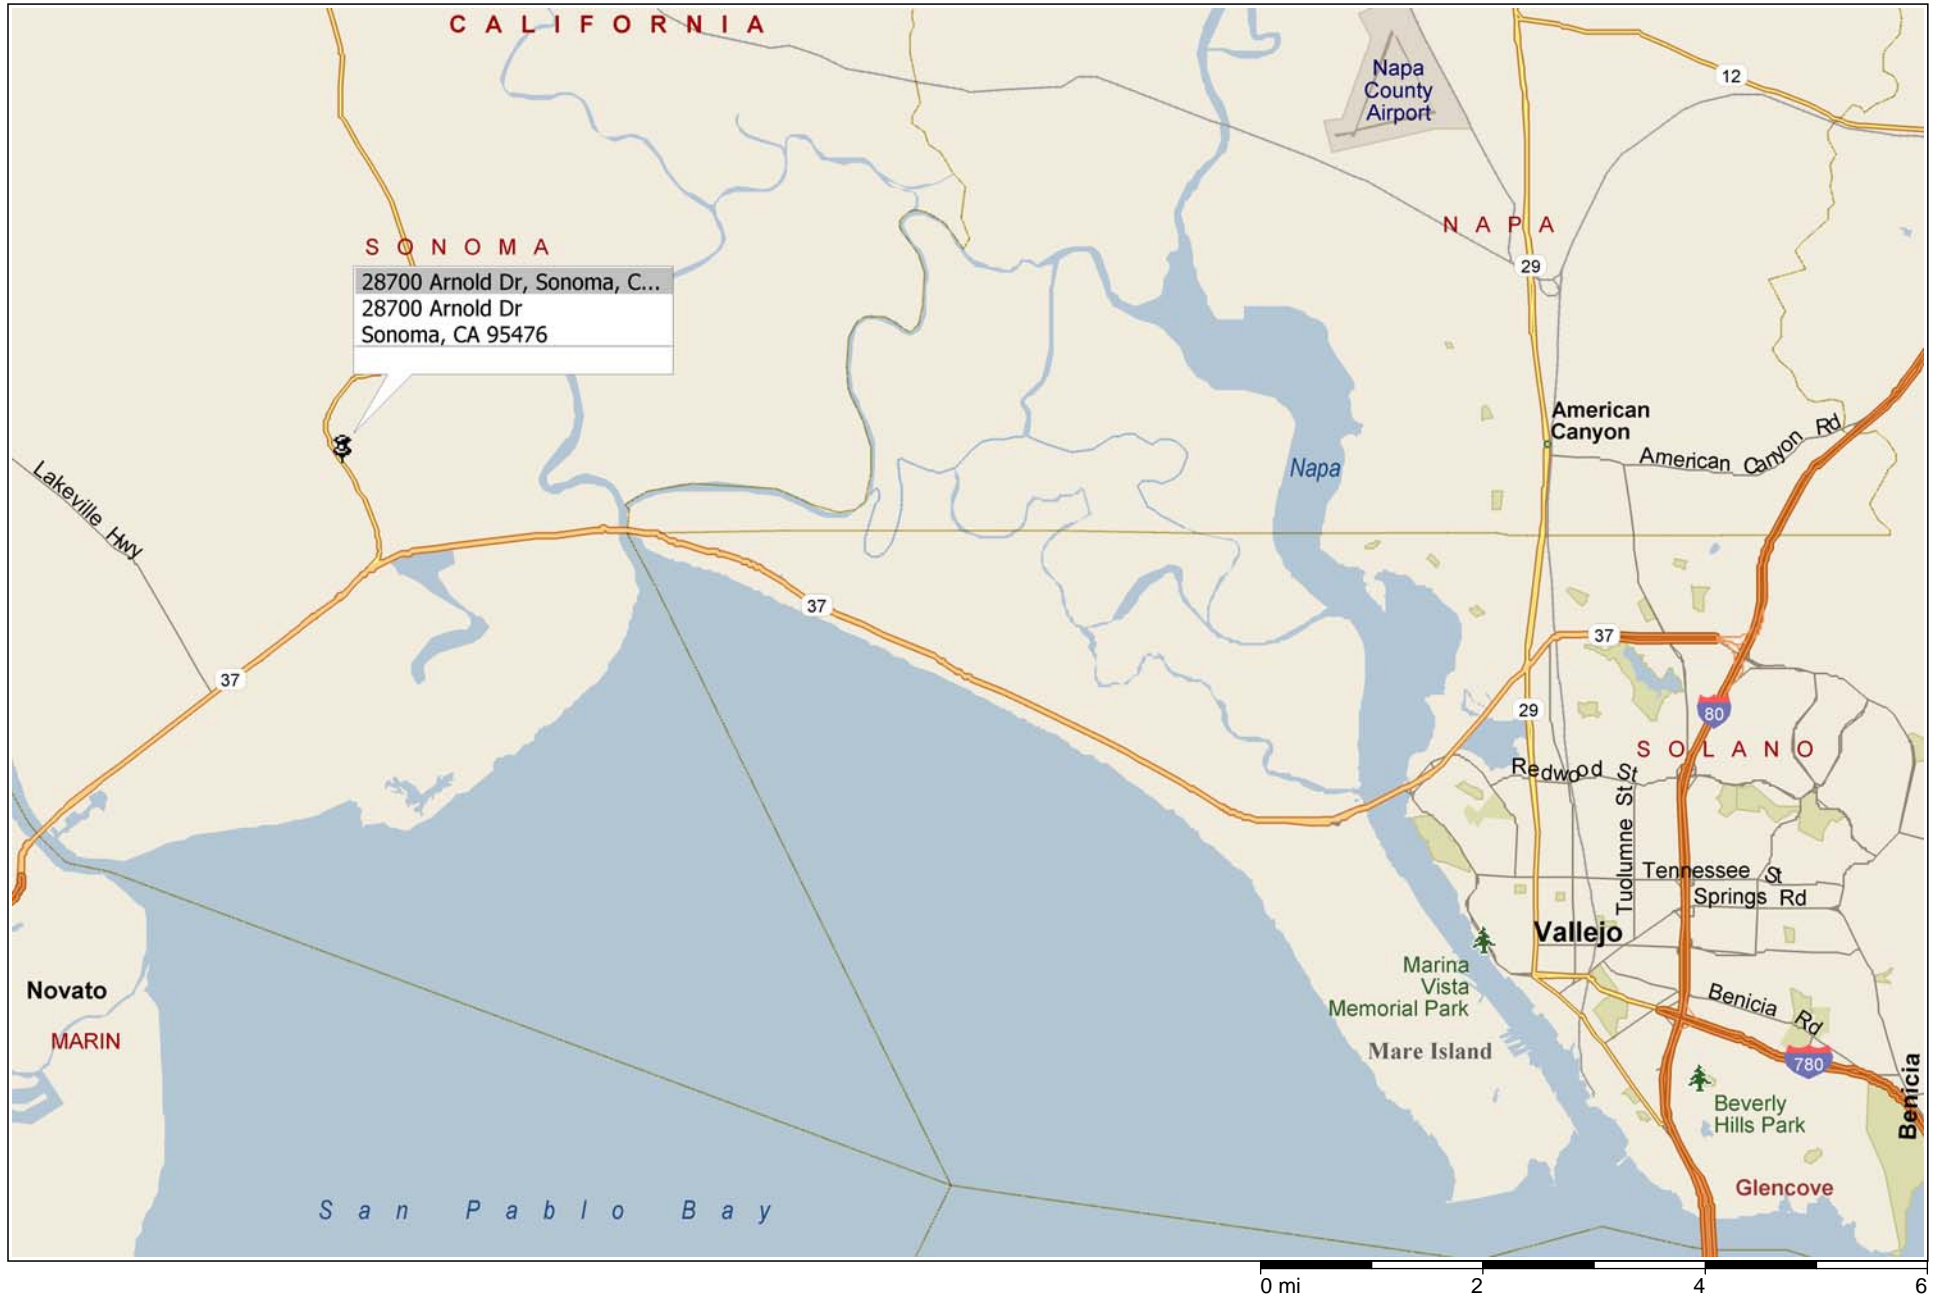 CALIFORNIA
Napa
County
Airport
12
NAPA
SONOMA
29
28700 Arnold Dr, Sonoma, C...
28700 Arnold Dr
Sonoma, CA 95476
American
Canyon
American Canyon Rd
Napa
Lakeville Hwy
37
37
37
29
80
SOLANO
Redwood St
Tuolumne St
Tennessee St
Springs Rd
Vallejo
Marina
Vista
Memorial Park
Novato
MARIN
Benicia Rd
Mare Island
780
Benicia
Beverly
Hills Park
Glencove
San Pablo Bay
0 mi 2 4 6